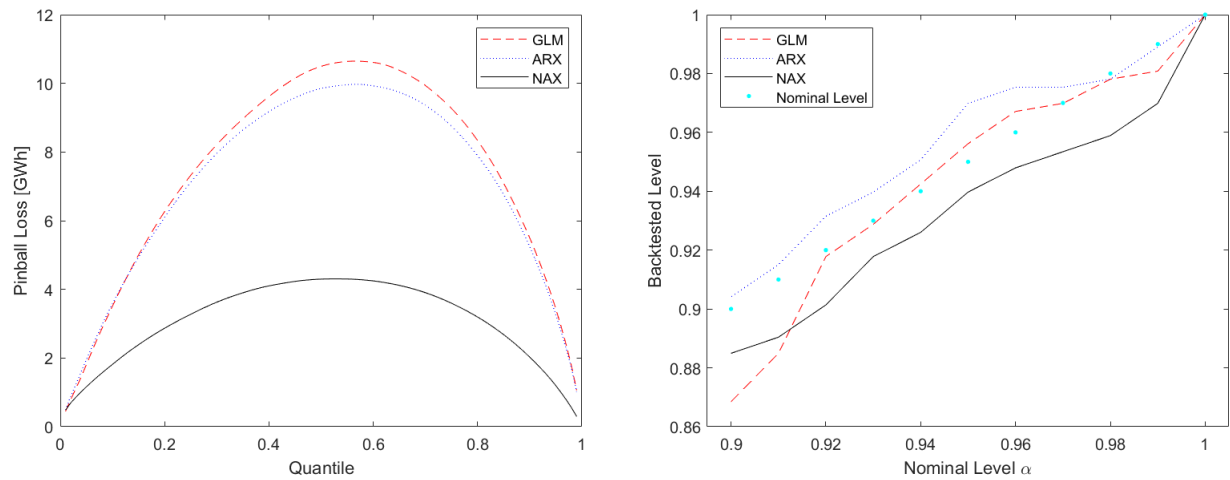 12
10
8
6
4
2
0
Pinball Loss [GWh]
GLM
ARX
NAX
0
0.2
0.4
0.6
0.8
1
Quantile
1
0.98
0.96
0.94
0.92
0.9
0.88
0.86
Backtested Level
GLM
ARX
NAX
Nominal Level
0.9
0.92
0.94
0.96
0.98
1
Nominal Level α